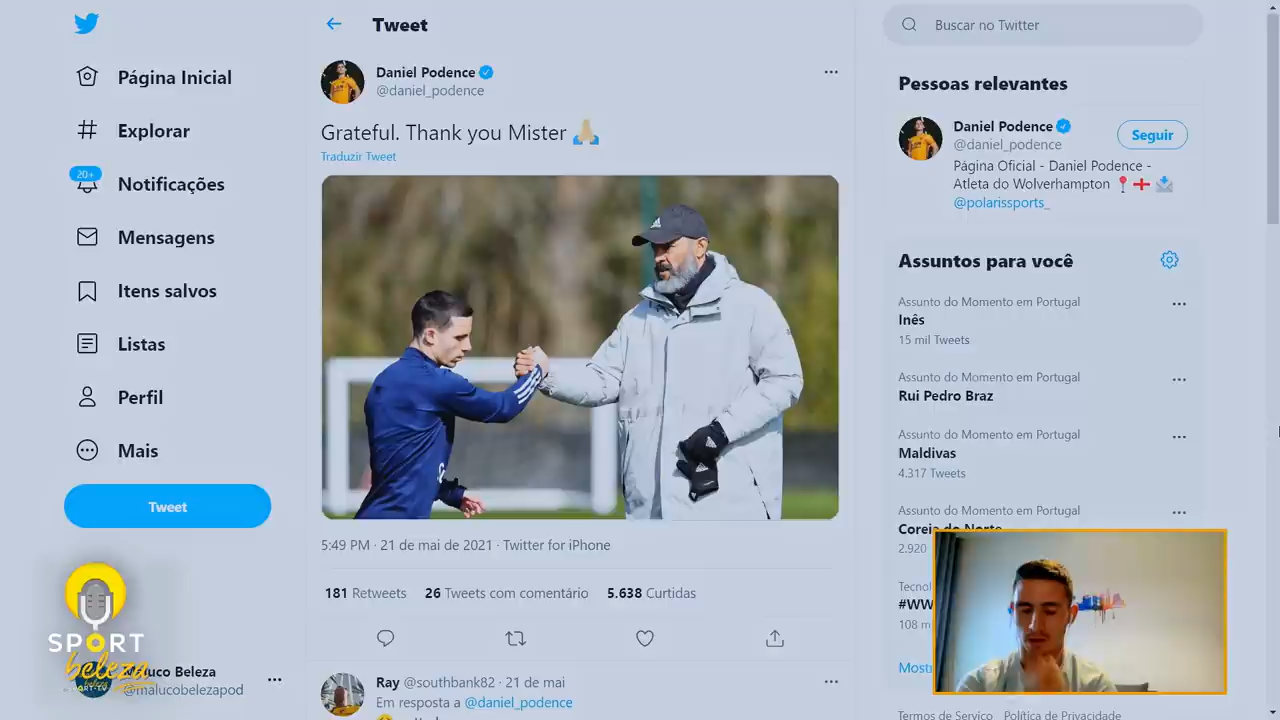 Tweet
Buscar no Twitter
Página Inicial
Explorar
20+
Notificações
Mensagens
Itens salvos
Listas
Perfil
Mais
Tweet
Daniel Podence
@daniel_podence
Grateful. Thank you Mister 🙏
Traduzir Tweet
5:49 PM · 21 de mai de 2021 · Twitter for iPhone
181 Retweets 26 Tweets com comentário 5.638 Curtidas
Ray @southbank82 · 21 de mai
Em resposta a @daniel_podence
Pessoas relevantes
Daniel Podence
@daniel_podence
Seguir
Página Oficial - Daniel Podence -
Atleta do Wolverhampton
@polarissports_
Assuntos para você
Assunto do Momento em Portugal
Inês
15 mil Tweets
Assunto do Momento em Portugal
Rui Pedro Braz
Assunto do Momento em Portugal
Maldivas
4.317 Tweets
Assunto do Momento em Portugal
Coreia do Norte
2.920
#WW
108 m
Termos de Serviço Política de Privacidade
SPORT
beleza
Beleza
@malucobelezapod